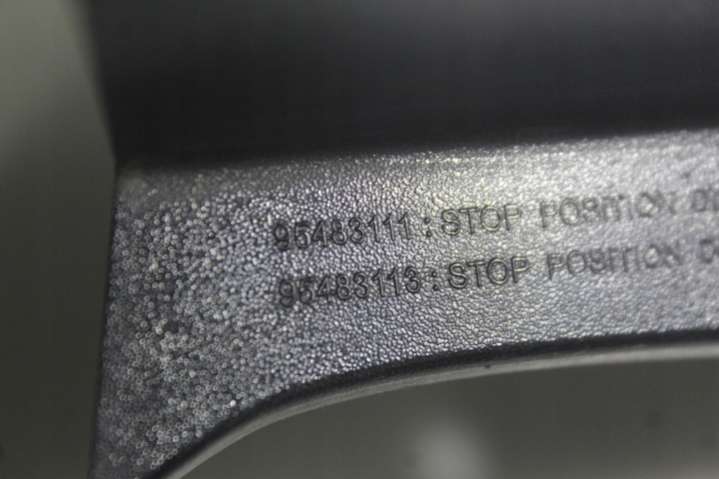 95483111 : STOP POSITION
95483113 : STOP POSITION